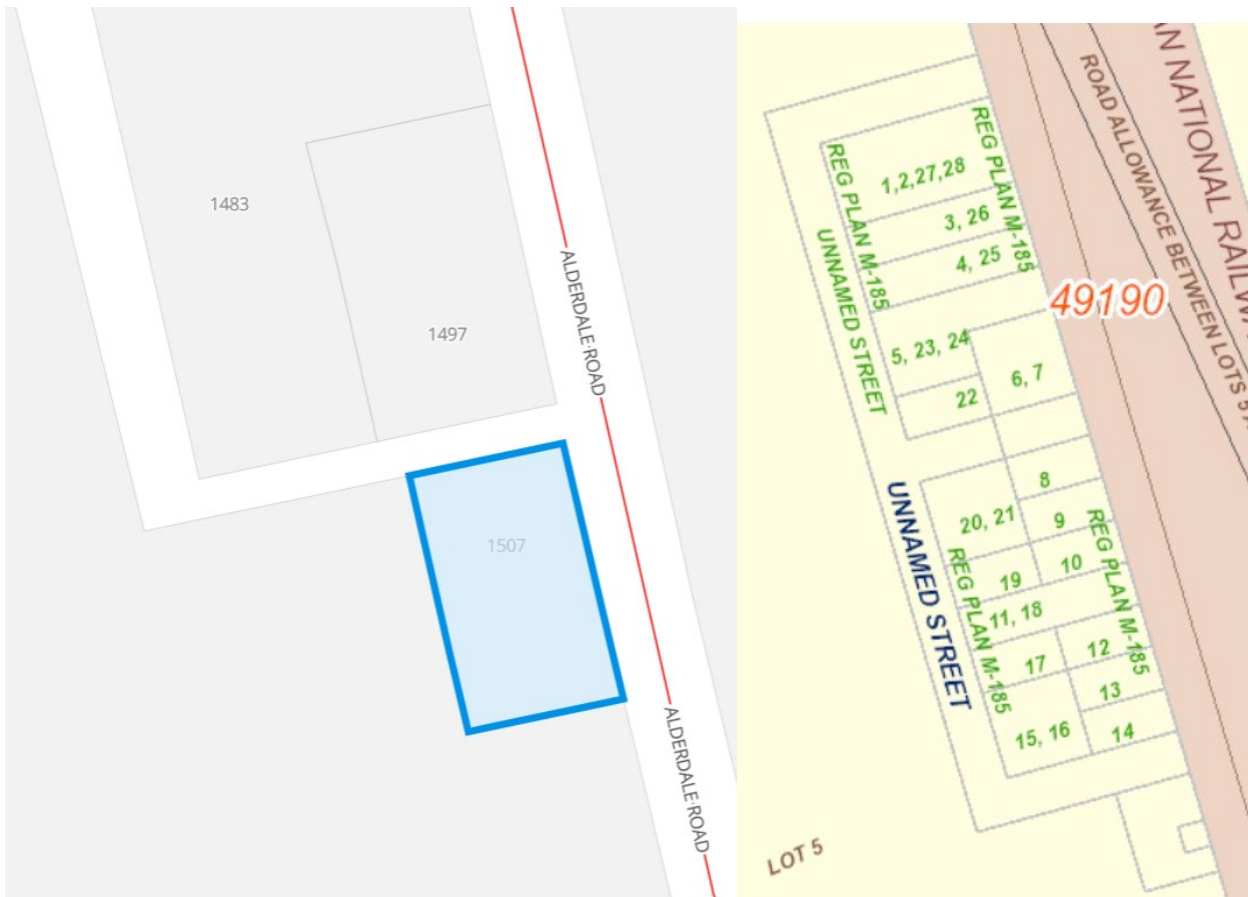 1483
1497
ALDERDALE ROAD
1507
ALDERDALE ROAD
AN NATIONAL RAILWA
ROAD ALLOWANCE BETWEEN LOTS 5 A
REG PLAN M-185
REG PLAN M-185
1,2,27,28
3, 26
4, 25
UNNAMED STREET
49190
5, 23, 24
6, 7
22
UNNAMED STREET
8
20, 21
9
REG PLAN M-185
REG PLAN M-185
10
19
11, 18
12
17
13
15, 16
14
LOT 5